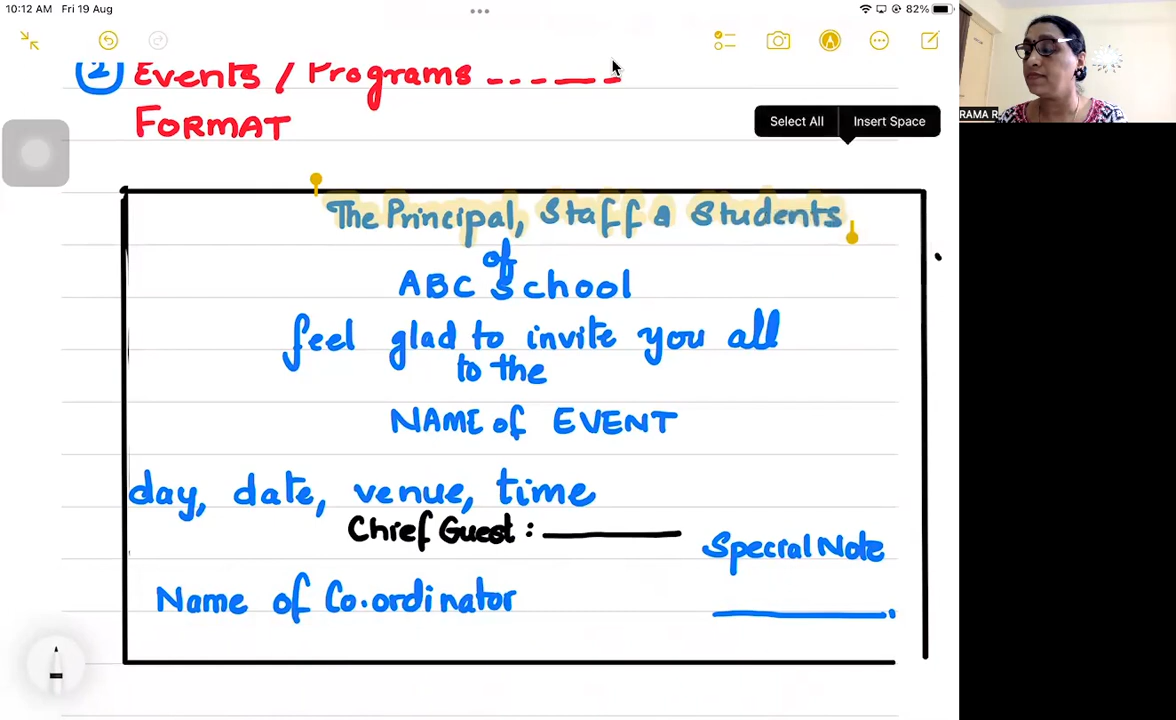 10:12 AM Fri 19 Aug
82%
2 Events / Programs
FORMAT
Select All
Insert Space
RAMA R
The Principal, Staff & Students
of
ABC School
feel glad to invite you all
to the
NAME of EVENT
day, date, venue, time
Chief Guest :
Special Note
Name of Co.ordinator